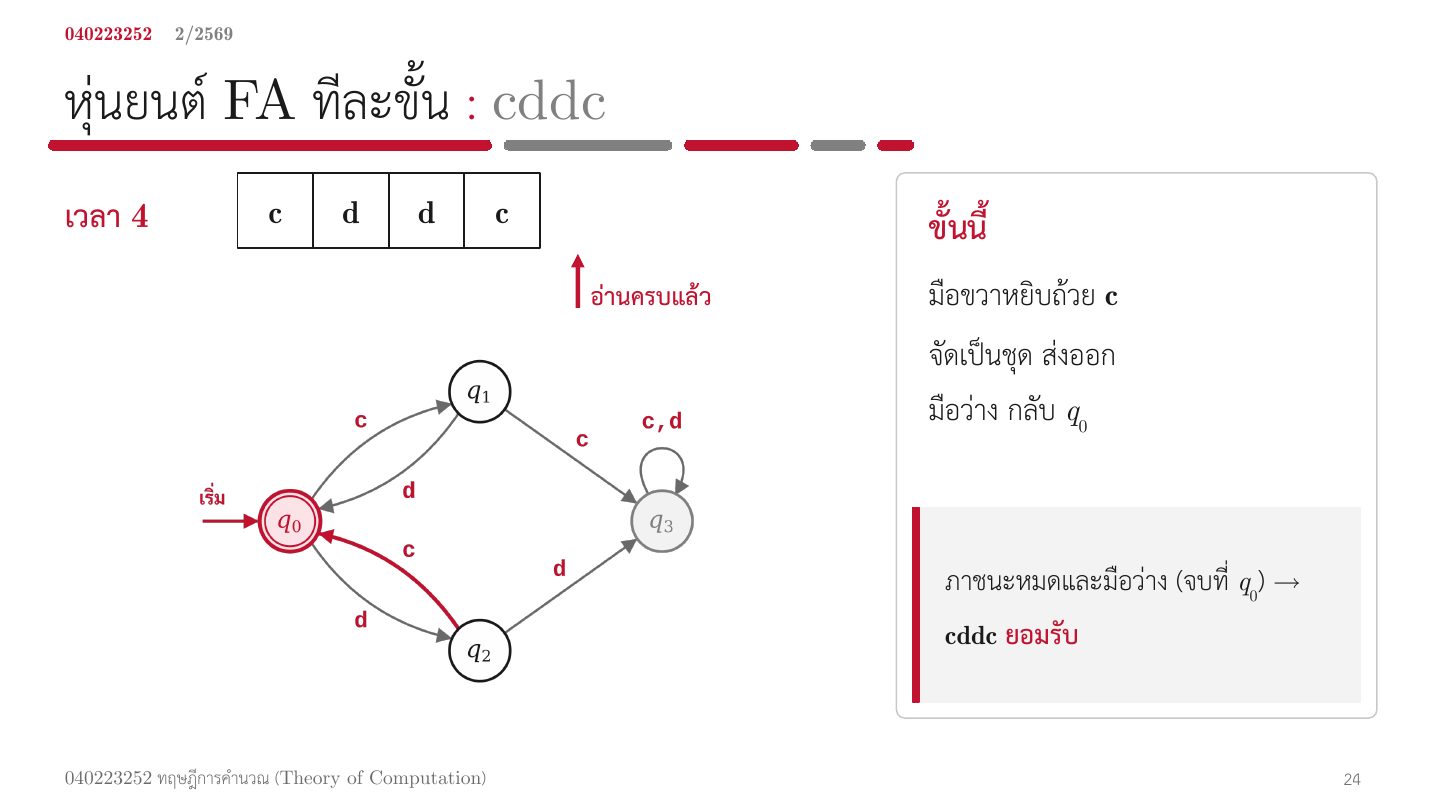 040223252 2/2569
หุ่นยนต์ FA ทีละขั้น : cddc
เวลา 4
c d d c
อ่านครบแล้ว
q1
c
c
c,d
d
เริ่ม
q0
q3
c
d
d
q2
ขั้นนี้
มือขวาหยิบถ้วย c
จัดเป็นชุด ส่งออก
มือว่าง กลับ q0
ภาชนะหมดและมือว่าง (จบที่ q0) →
cddc ยอมรับ
040223252 ทฤษฎีการคำนวณ (Theory of Computation)
24